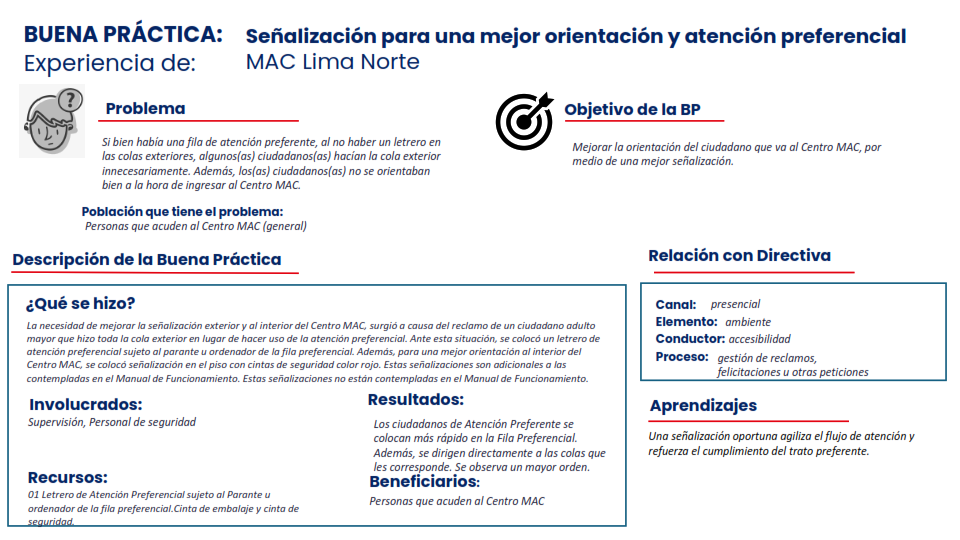 BUENA PRÁCTICA:
Señalización para una mejor orientación y atención preferencial
Experiencia de:
MAC Lima Norte
?
Problema
Si bien había una fila de atención preferente, al no haber un letrero en
las colas exteriores, algunos(as) ciudadanos(as) hacían la cola exterior
innecesariamente. Además, los(as) ciudadanos(as) no se orientaban
bien a la hora de ingresar al Centro MAC.
Población que tiene el problema:
Personas que acuden al Centro MAC (general)
Objetivo de la BP
Mejorar la orientación del ciudadano que va al Centro MAC, por
medio de una mejor señalización.
Descripción de la Buena Práctica
¿Qué se hizo?
La necesidad de mejorar la señalización exterior y al interior del Centro MAC, surgió a causa del reclamo de un ciudadano adulto
mayor que hizo toda la cola exterior en lugar de hacer uso de la atención preferencial. Ante esta situación, se colocó un letrero de
atención preferencial sujeto al parante u ordenador de la fila preferencial. Además, para una mejor orientación al interior del
Centro MAC, se colocó señalización en el piso con cintas de seguridad color rojo. Estas señalizaciones son adicionales a las
contempladas en el Manual de Funcionamiento. Estas señalizaciones no están contempladas en el Manual de Funcionamiento.
Involucrados:
Supervisión, Personal de seguridad
Recursos:
01 Letrero de Atención Preferencial sujeto al Parante u
ordenador de la fila preferencial.Cinta de embalaje y cinta de
seguridad.
Resultados:
Los ciudadanos de Atención Preferente se
colocan más rápido en la Fila Preferencial.
Además, se dirigen directamente a las colas que
les corresponde. Se observa un mayor orden.
Beneficiarios:
Personas que acuden al Centro MAC
Relación con Directiva
Canal: presencial
Elemento: ambiente
Conductor: accesibilidad
Proceso: gestión de reclamos,
felicitaciones u otras peticiones
Aprendizajes
Una señalización oportuna agiliza el flujo de atención y
refuerza el cumplimiento del trato preferente.